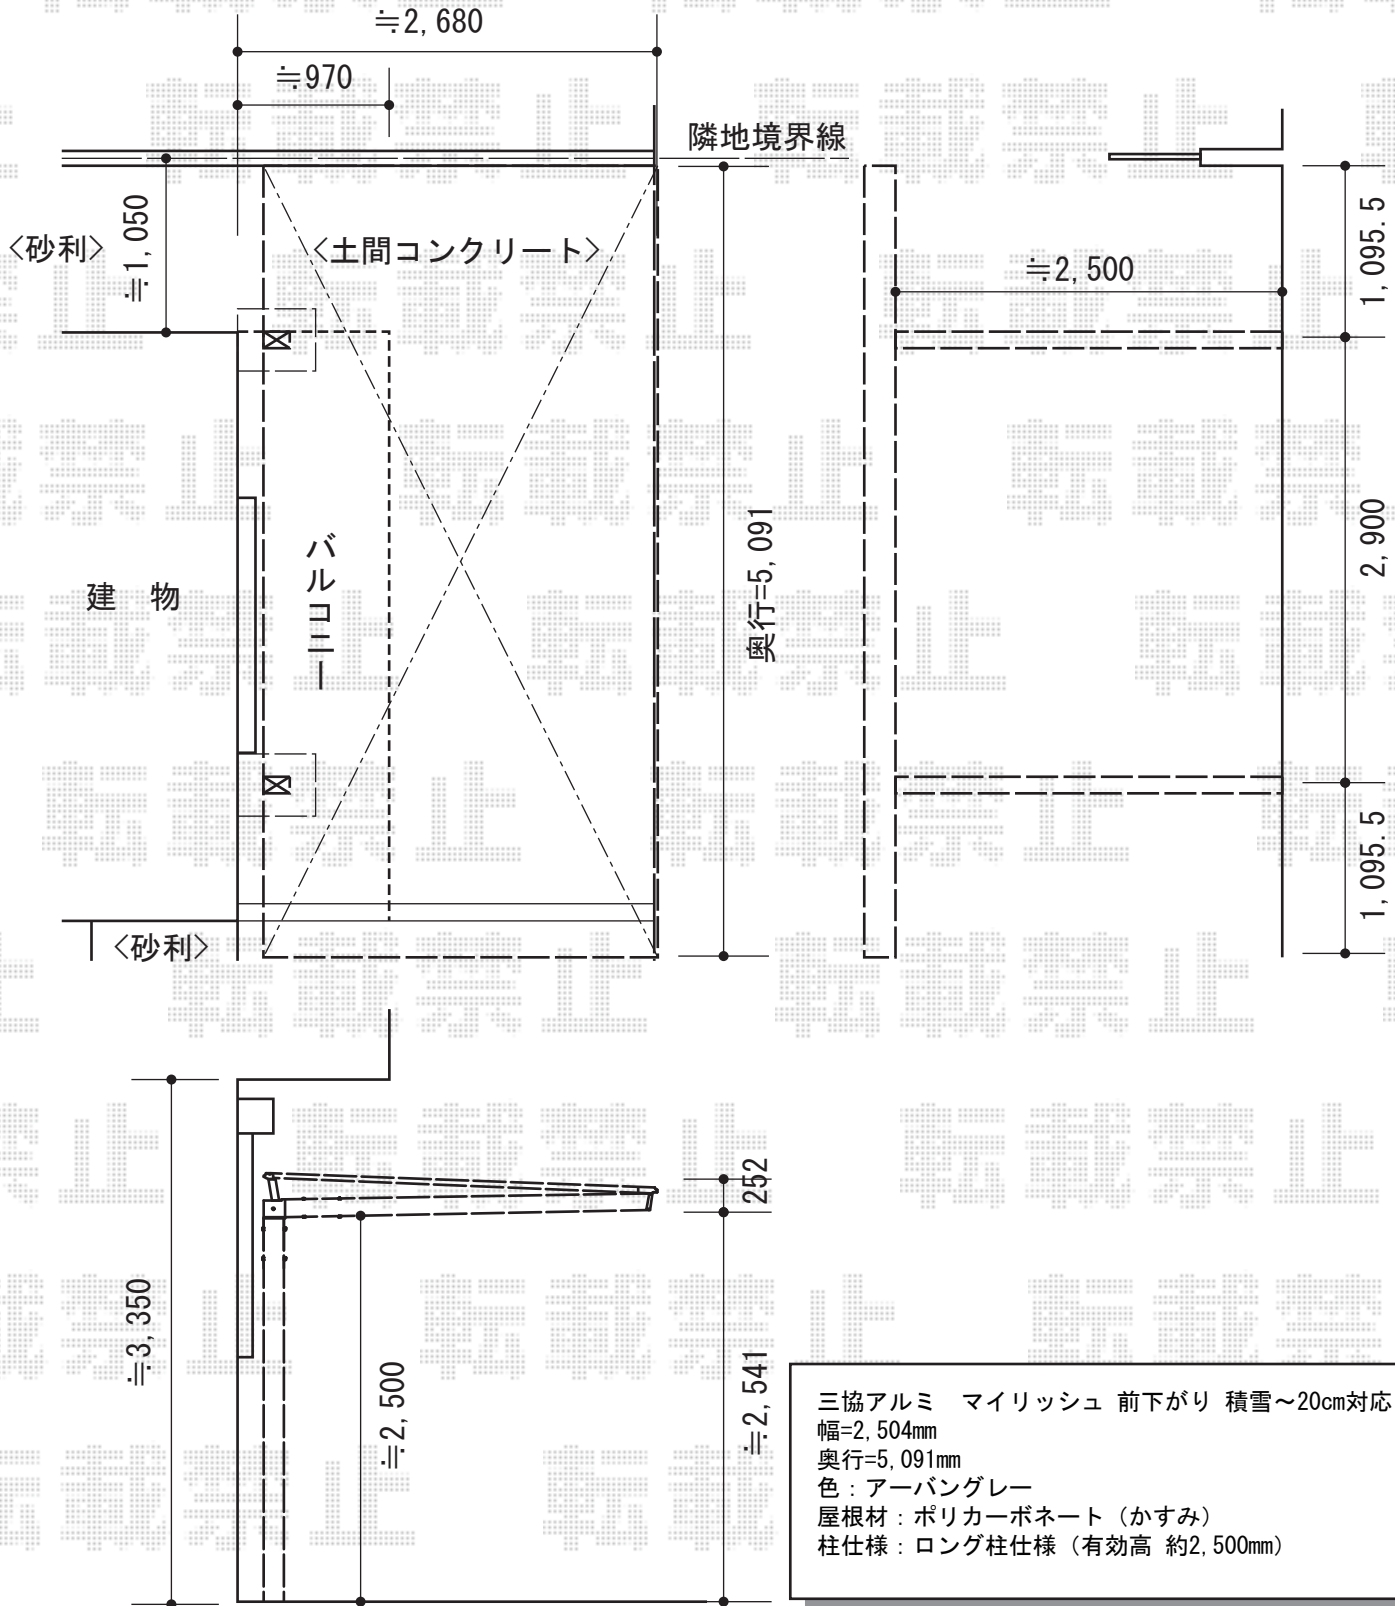 ≒2,680
≒970
隣地境界線
〈砂利〉
≒1,050
〈土間コンクリート〉
≒2,500
1,095.5
2,900
1,095.5
建 物
バルコニー
奥行=5,091
〈砂利〉
252
≒3,350
≒2,500
≒2,541
三協アルミ マイリッシュ 前下がり 積雪～20cm対応
幅=2,504mm
奥行=5,091mm
色：アーバングレー
屋根材：ポリカーボネート（かすみ）
柱仕様：ロング柱仕様（有効高 約2,500mm）
転載禁止